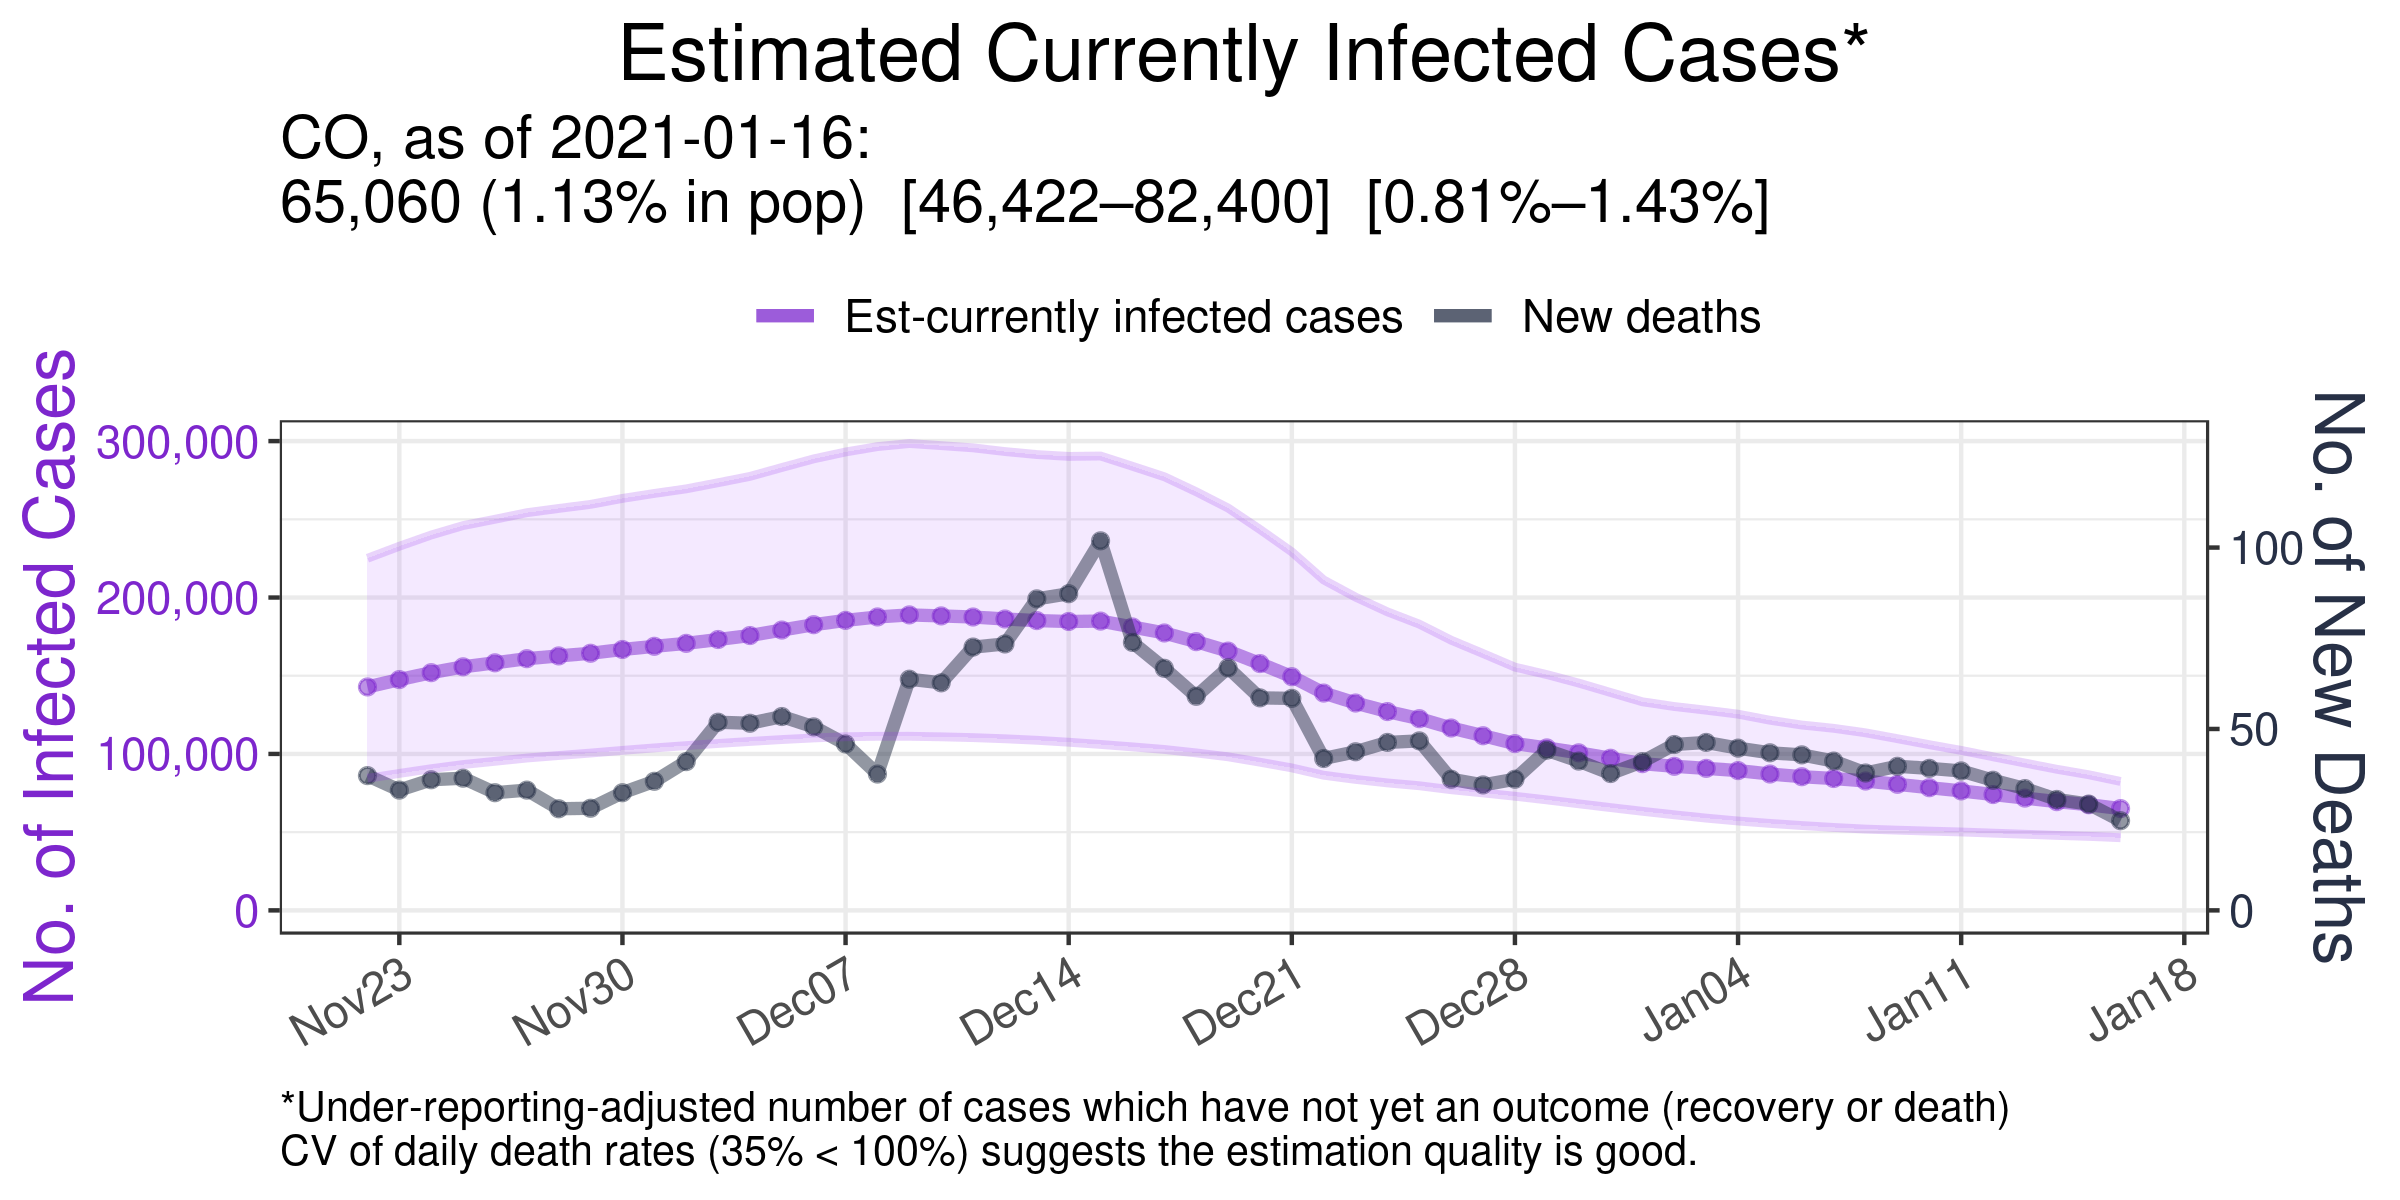 Estimated Currently Infected Cases*
CO, as of 2021-01-16:
65,060 (1.13% in pop)  [46,422–82,400]  [0.81%–1.43%]
Est-currently infected cases
New deaths
No. of Infected Cases
300,000
200,000
100,000
0
No. of New Deaths
100
50
0
Nov23
Nov30
Dec07
Dec14
Dec21
Dec28
Jan04
Jan11
Jan18
*Under-reporting-adjusted number of cases which have not yet an outcome (recovery or death)
CV of daily death rates (35% < 100%) suggests the estimation quality is good.